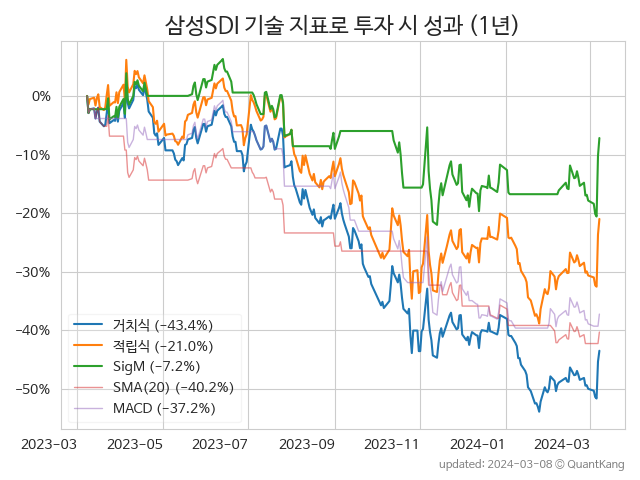 삼성SDI 기술 지표로 투자 시 성과 (1년)
0%
−10%
−20%
−30%
−40%
−50%
거치식 (−43.4%)
적립식 (−21.0%)
SigM (−7.2%)
SMA(20) (−40.2%)
MACD (−37.2%)
2023−03
2023−05
2023−07
2023−09
2023−11
2024−01
2024−03
updated: 2024−03−08 © QuantKang